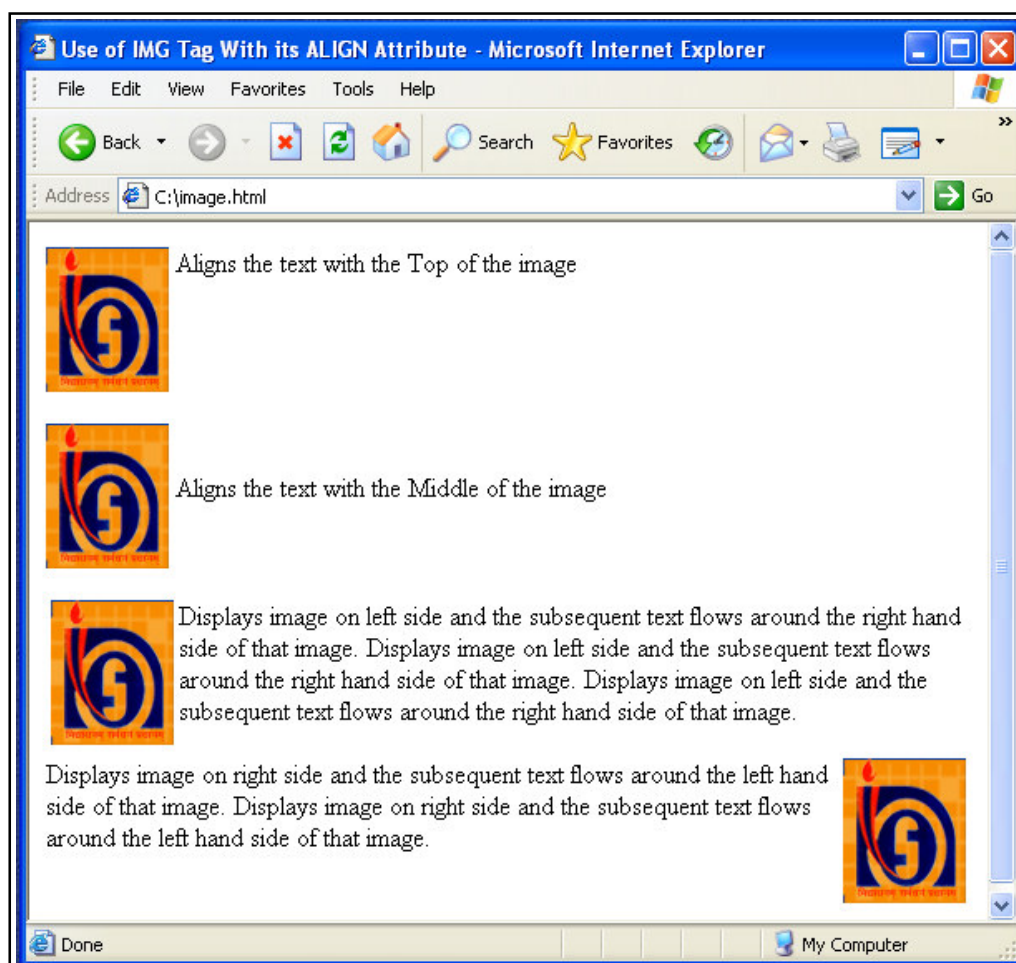 Use of IMG Tag With its ALIGN Attribute - Microsoft Internet Explorer
File Edit View Favorites Tools Help
Back Search Favorites »
Address C:\image.html Go
Aligns the text with the Top of the image
Aligns the text with the Middle of the image
Displays image on left side and the subsequent text flows around the right hand
side of that image. Displays image on left side and the subsequent text flows
around the right hand side of that image. Displays image on left side and the
subsequent text flows around the right hand side of that image.
Displays image on right side and the subsequent text flows around the left hand
side of that image. Displays image on right side and the subsequent text flows
around the left hand side of that image.
Done My Computer